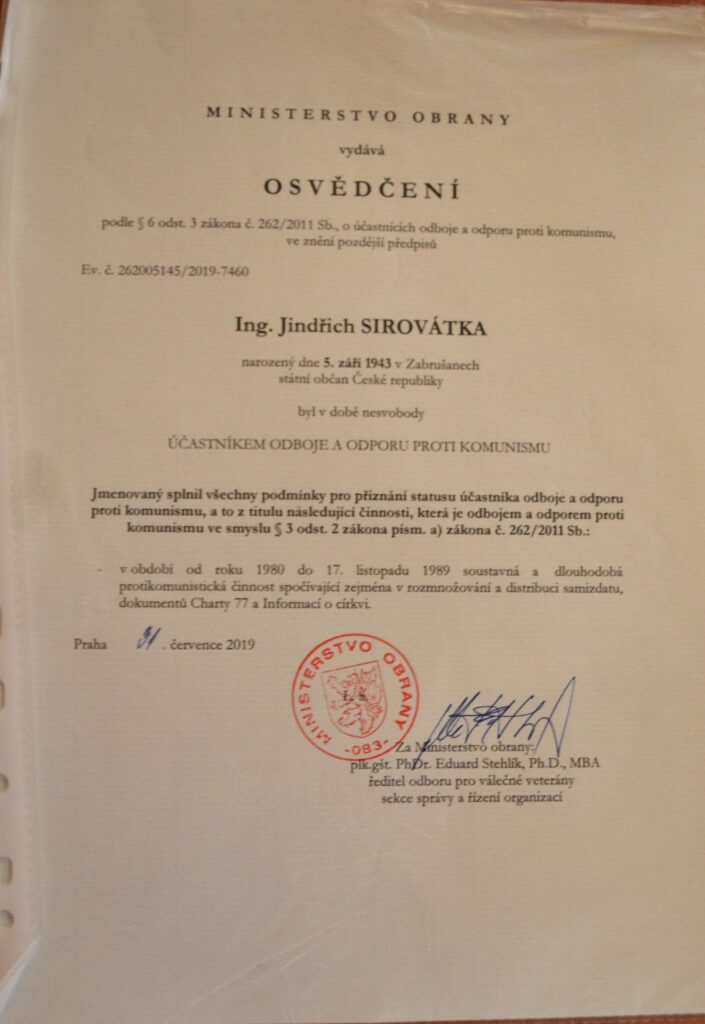 MINISTERSTVO OBRANY
vydává
OSVĚDČENÍ
podle § 6 odst. 3 zákona č. 262/2011 Sb., o účastnících odboje a odporu proti komunismu,
ve znění pozdější předpisů
Ev. č. 262005145/2019-7460
Ing. Jindřich SIROVÁTKA
narozený dne 5. září 1943 v Zabrušanech
státní občan České republiky
byl v době nesvobody
ÚČASTNÍKEM ODBOJE A ODPORU PROTI KOMUNISMU
Jmenovaný splnil všechny podmínky pro přiznání statusu účastníka odboje a odporu
proti komunismu, a to z titulu následující činnosti, která je odbojem a odporem proti
komunismu ve smyslu § 3 odst. 2 zákona písm. a) zákona č. 262/2011 Sb.:
- v období od roku 1980 do 17. listopadu 1989 soustavná a dlouhodobá
protikomunistická činnost spočívající zejména v rozmnožování a distribuci samizdatu,
dokumentů Charty 77 a Informací o církvi.
Praha 31. července 2019
MINISTERSTVO OBRANY
L. S.
-083-
Za Ministerstvo obrany:
plk.gšt. PhDr. Eduard Stehlík, Ph.D., MBA
ředitel odboru pro válečné veterány
sekce správy a řízení organizací